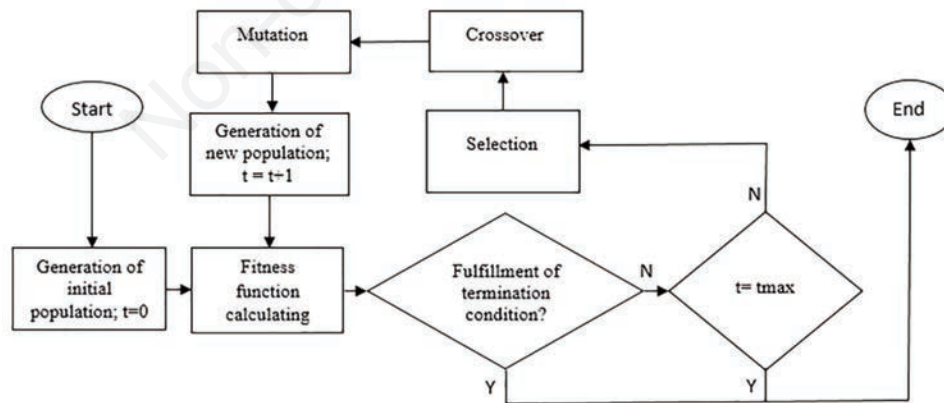 Mutation
Crossover
Start
Generation of
new population;
t = t+1
Selection
End
N
Generation of
initial
population; t=0
Fitness
function
calculating
Fulfillment of
termination
condition?
N
t= tmax
Y
Y